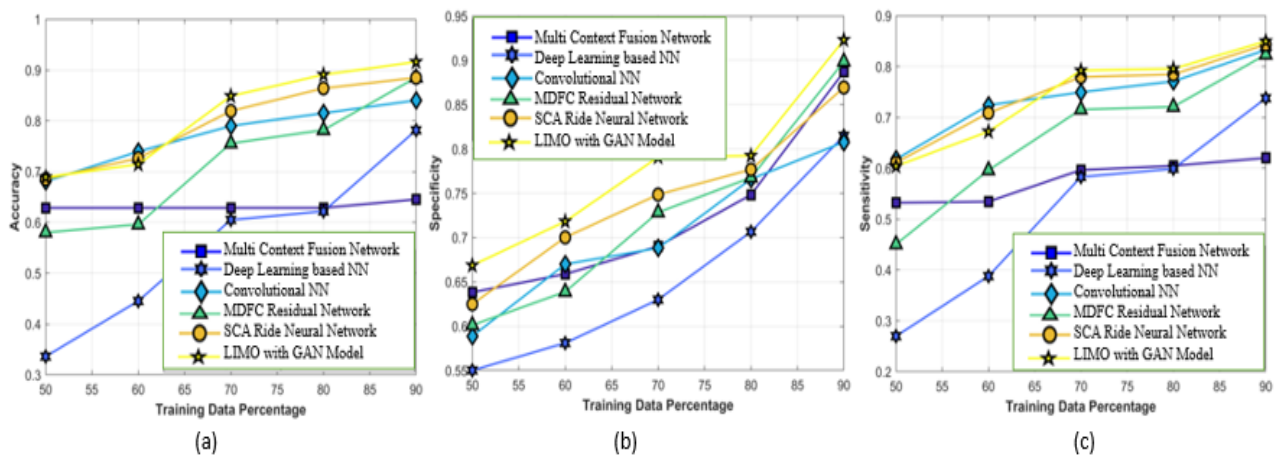 Accuracy
0.3
0.4
0.5
0.6
0.7
0.8
0.9
1
50
55
60
65
70
75
80
85
90
Training Data Percentage
Multi Context Fusion Network
Deep Learning based NN
Convolutional NN
MDFC Residual Network
SCA Ride Neural Network
LIMO with GAN Model
(a)
Specificity
0.55
0.6
0.65
0.7
0.75
0.8
0.85
0.9
0.95
50
55
60
65
70
75
80
85
90
Training Data Percentage
Multi Context Fusion Network
Deep Learning based NN
Convolutional NN
MDFC Residual Network
SCA Ride Neural Network
LIMO with GAN Model
(b)
Sensitivity
0.2
0.3
0.4
0.5
0.6
0.7
0.8
0.9
50
55
60
65
70
75
80
85
90
Training Data Percentage
Multi Context Fusion Network
Deep Learning based NN
Convolutional NN
MDFC Residual Network
SCA Ride Neural Network
LIMO with GAN Model
(c)